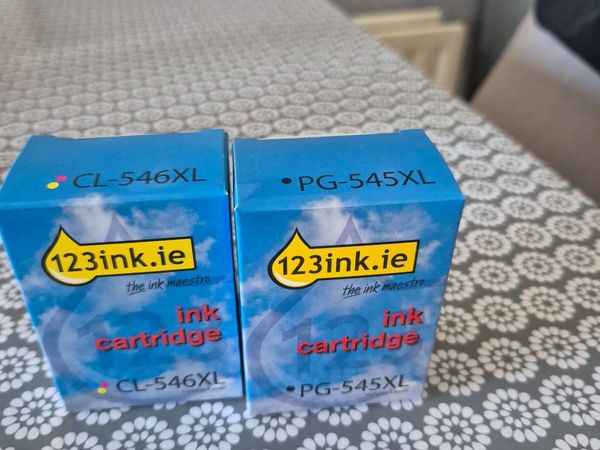 CL-546XL
123ink.ie
the ink maestro
ink
cartridge
CL-546XL
PG-545XL
123ink.ie
the ink maestro
ink
cartridge
PG-545XL